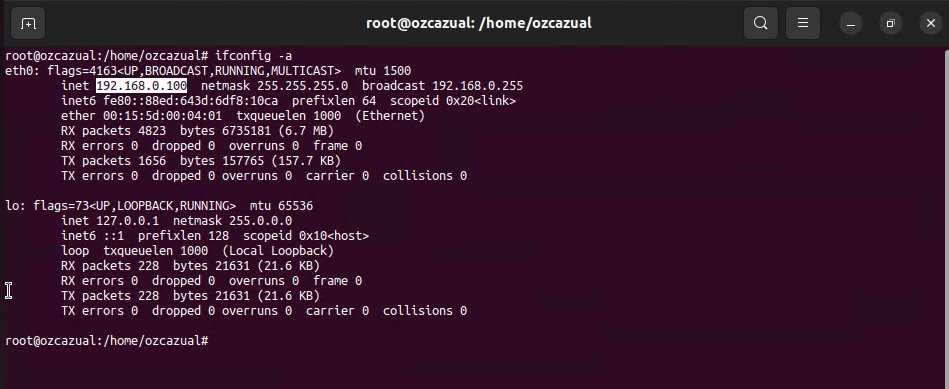 root@ozcazual: /home/ozcazual
root@ozcazual:/home/ozcazual# ifconfig -a
eth0: flags=4163<UP,BROADCAST,RUNNING,MULTICAST>  mtu 1500
        inet 192.168.0.100  netmask 255.255.255.0  broadcast 192.168.0.255
        inet6 fe80::88ed:643d:6df8:10ca  prefixlen 64  scopeid 0x20<link>
        ether 00:15:5d:00:04:01  txqueuelen 1000  (Ethernet)
        RX packets 4823  bytes 6735181 (6.7 MB)
        RX errors 0  dropped 0  overruns 0  frame 0
        TX packets 1656  bytes 157765 (157.7 KB)
        TX errors 0  dropped 0 overruns 0  carrier 0  collisions 0

lo: flags=73<UP,LOOPBACK,RUNNING>  mtu 65536
        inet 127.0.0.1  netmask 255.0.0.0
        inet6 ::1  prefixlen 128  scopeid 0x10<host>
        loop  txqueuelen 1000  (Local Loopback)
        RX packets 228  bytes 21631 (21.6 KB)
        RX errors 0  dropped 0  overruns 0  frame 0
        TX packets 228  bytes 21631 (21.6 KB)
        TX errors 0  dropped 0 overruns 0  carrier 0  collisions 0

root@ozcazual:/home/ozcazual#